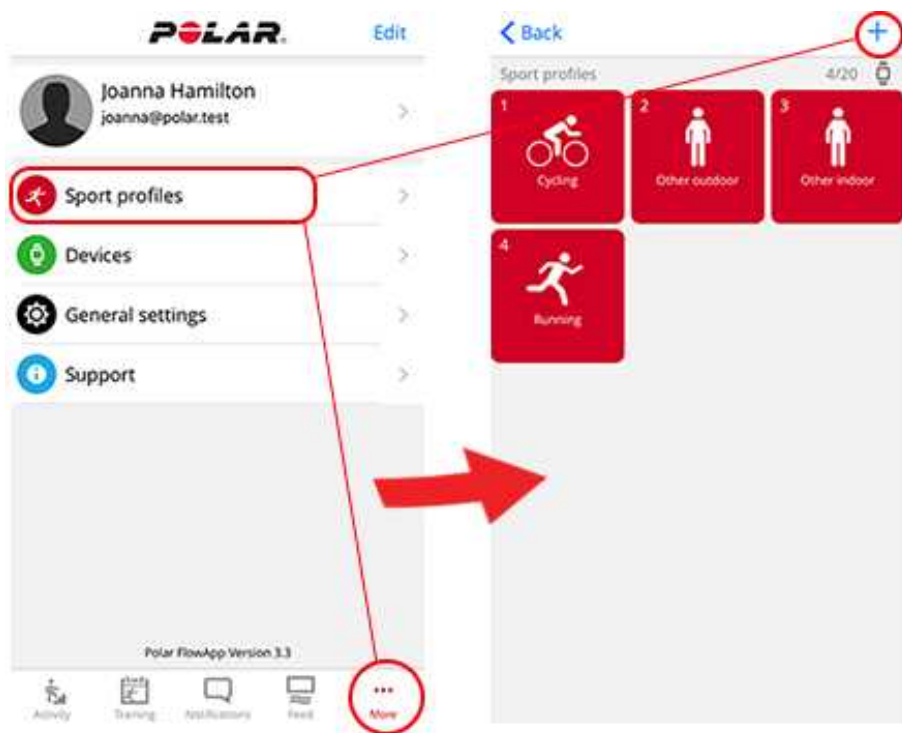 POLAR.
Edit
Joanna Hamilton
joanna@polar.test
Sport profiles
Devices
General settings
Support
Polar FlowApp Version 3.3
Activity
Training
Notifications
Feed
More
Back
+
Sport profiles
4/20
1
Cycling
2
Other outdoor
3
Other indoor
4
Running